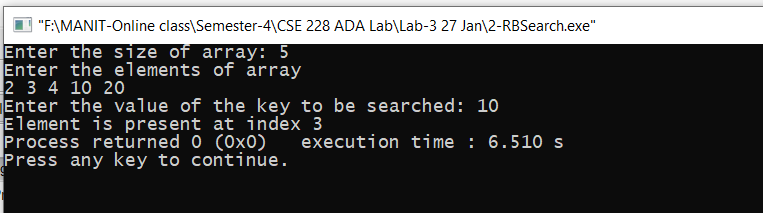 "F:\MANIT-Online class\Semester-4\CSE 228 ADA Lab\Lab-3 27 Jan\2-RBSearch.exe"
Enter the size of array: 5
Enter the elements of array
2 3 4 10 20
Enter the value of the key to be searched: 10
Element is present at index 3
Process returned 0 (0x0)   execution time : 6.510 s
Press any key to continue.